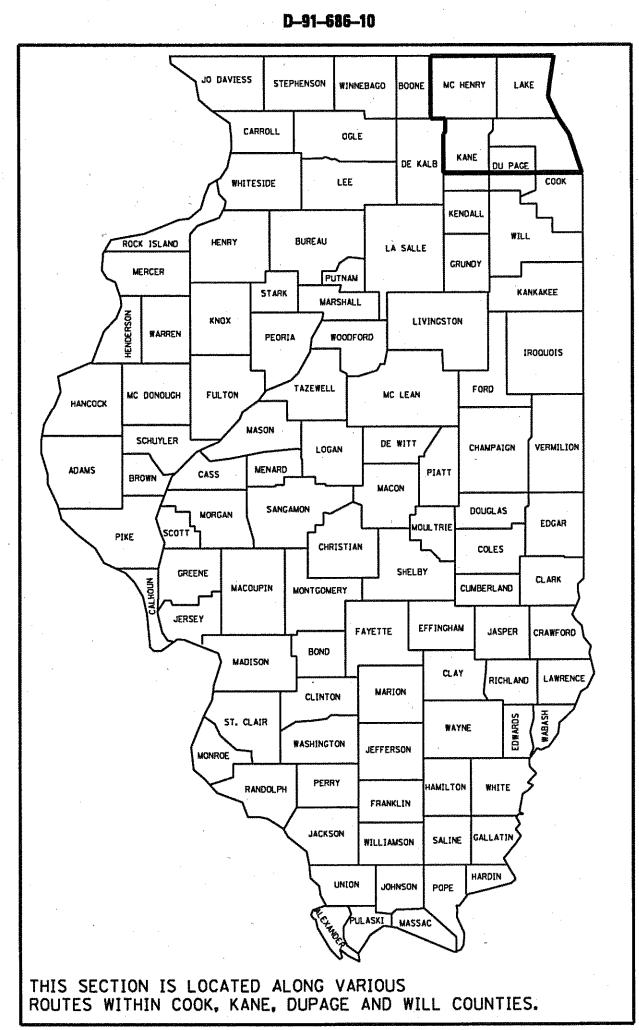 D-91-686-10
JO DAVIESS
STEPHENSON
WINNEBAGO
BOONE
MC HENRY
LAKE
CARROLL
OGLE
DE KALB
KANE
DU PAGE
COOK
WHITESIDE
LEE
KENDALL
ROCK ISLAND
HENRY
BUREAU
LA SALLE
WILL
MERCER
PUTNAM
GRUNDY
STARK
MARSHALL
KANKAKEE
HENDERSON
WARREN
KNOX
PEORIA
WOODFORD
LIVINGSTON
IROQUOIS
HANCOCK
MC DONOUGH
FULTON
TAZEWELL
MC LEAN
FORD
MASON
SCHUYLER
LOGAN
DE WITT
CHAMPAIGN
VERMILION
ADAMS
BROWN
CASS
MENARD
PIATT
MACON
MORGAN
SANGAMON
DOUGLAS
EDGAR
PIKE
SCOTT
CHRISTIAN
MOULTRIE
COLES
GREENE
MACOUPIN
MONTGOMERY
SHELBY
CUMBERLAND
CLARK
CALHOUN
JERSEY
FAYETTE
EFFINGHAM
JASPER
CRAWFORD
MADISON
BOND
CLAY
RICHLAND
LAWRENCE
CLINTON
MARION
ST. CLAIR
WAYNE
EDWARDS
WABASH
MONROE
WASHINGTON
JEFFERSON
RANDOLPH
PERRY
HAMILTON
WHITE
FRANKLIN
JACKSON
WILLIAMSON
SALINE
GALLATIN
UNION
JOHNSON
POPE
HARDIN
ALEXANDER
PULASKI
MASSAC
THIS SECTION IS LOCATED ALONG VARIOUS
ROUTES WITHIN COOK, KANE, DUPAGE AND WILL COUNTIES.